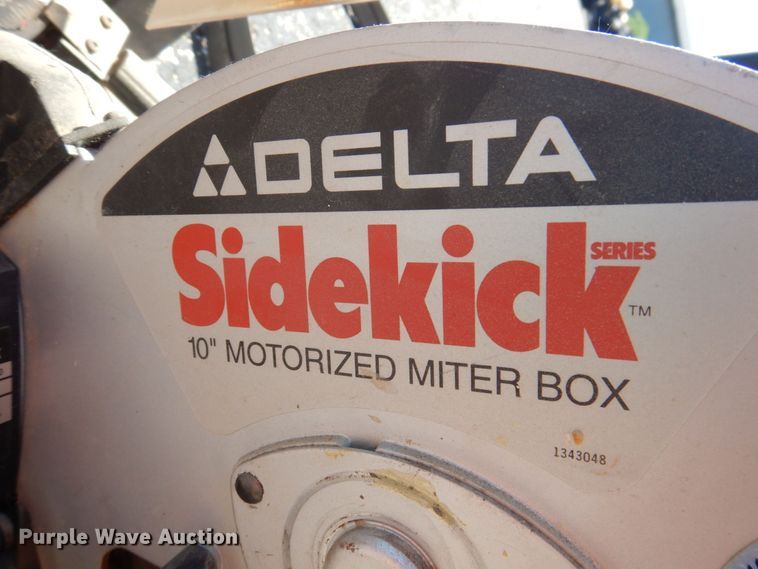 DELTA
Sidekick SERIES ™
10" MOTORIZED MITER BOX
1343048
Purple Wave Auction